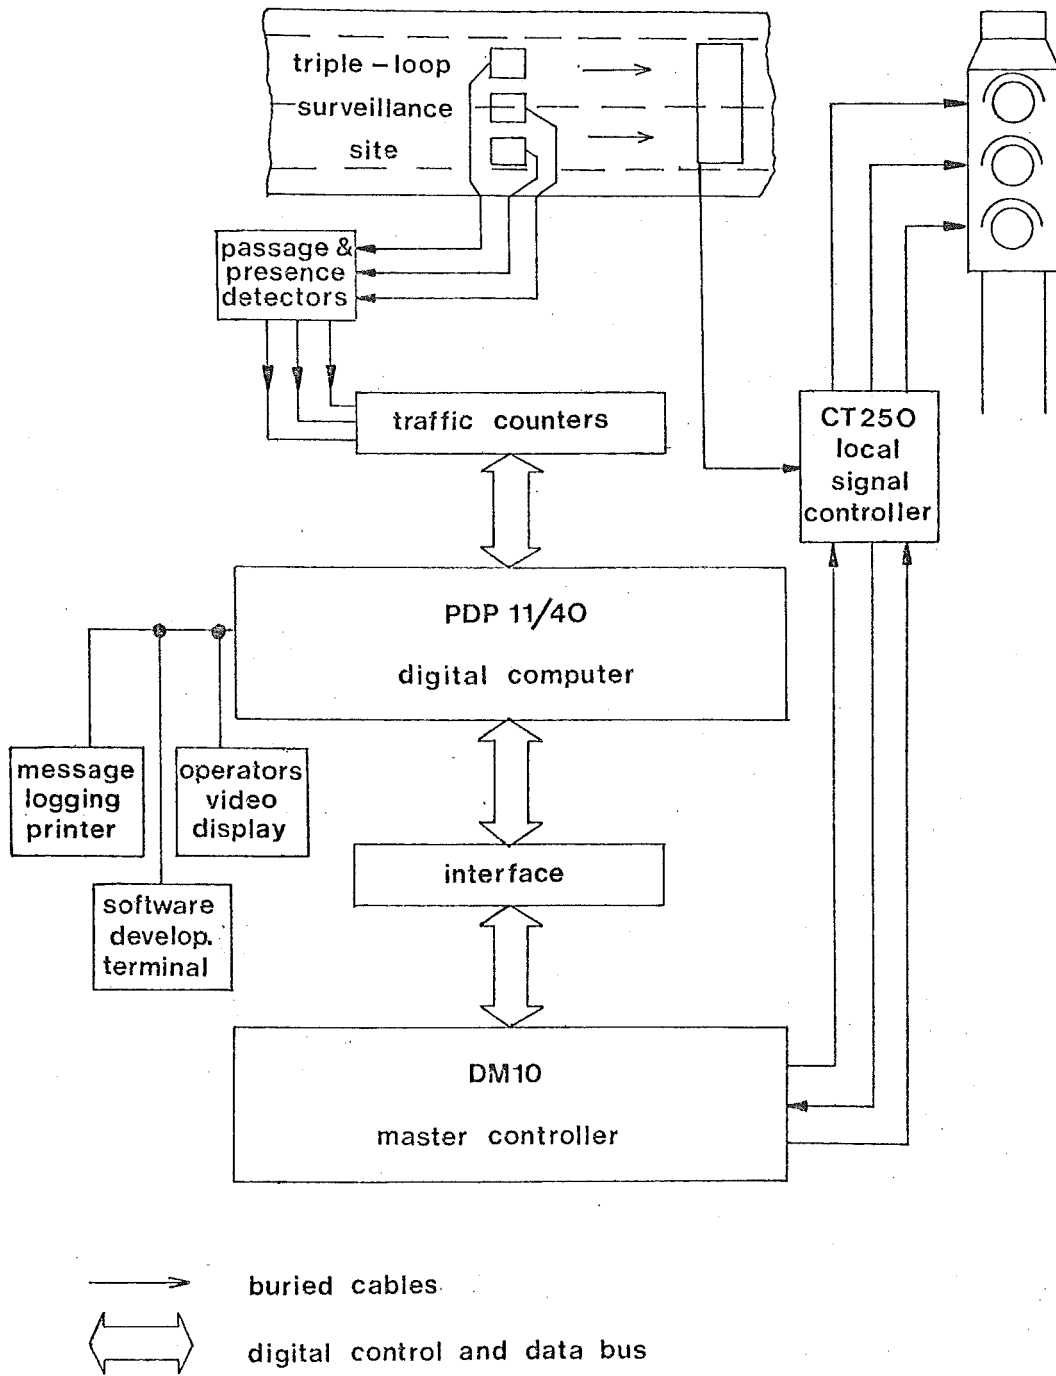 triple-loop
surveillance
site
passage &
presence
detectors
traffic counters
CT250
local
signal
controller
PDP 11/40
digital computer
message
logging
printer
operators
video
display
software
develop.
terminal
interface
DM10
master controller
buried cables
digital control and data bus